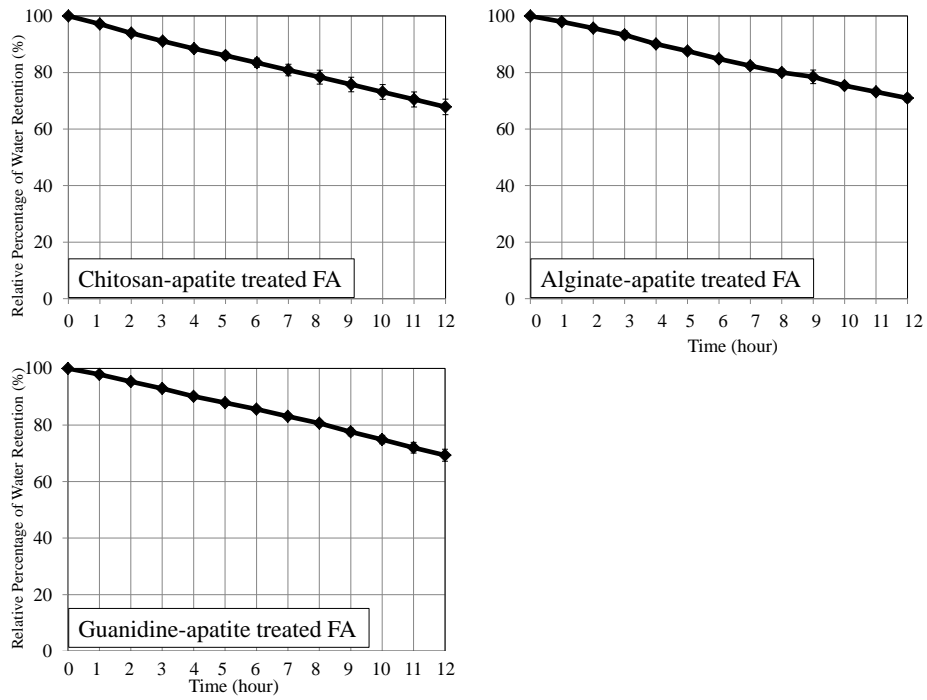 Relative Percentage of Water Retention (%)
100
80
60
40
20
0
Chitosan-apatite treated FA
0 1 2 3 4 5 6 7 8 9 10 11 12
100
80
60
40
20
0
Alginate-apatite treated FA
0 1 2 3 4 5 6 7 8 9 10 11 12
Time (hour)
Relative Percentage of Water Retention (%)
100
80
60
40
20
0
Guanidine-apatite treated FA
0 1 2 3 4 5 6 7 8 9 10 11 12
Time (hour)